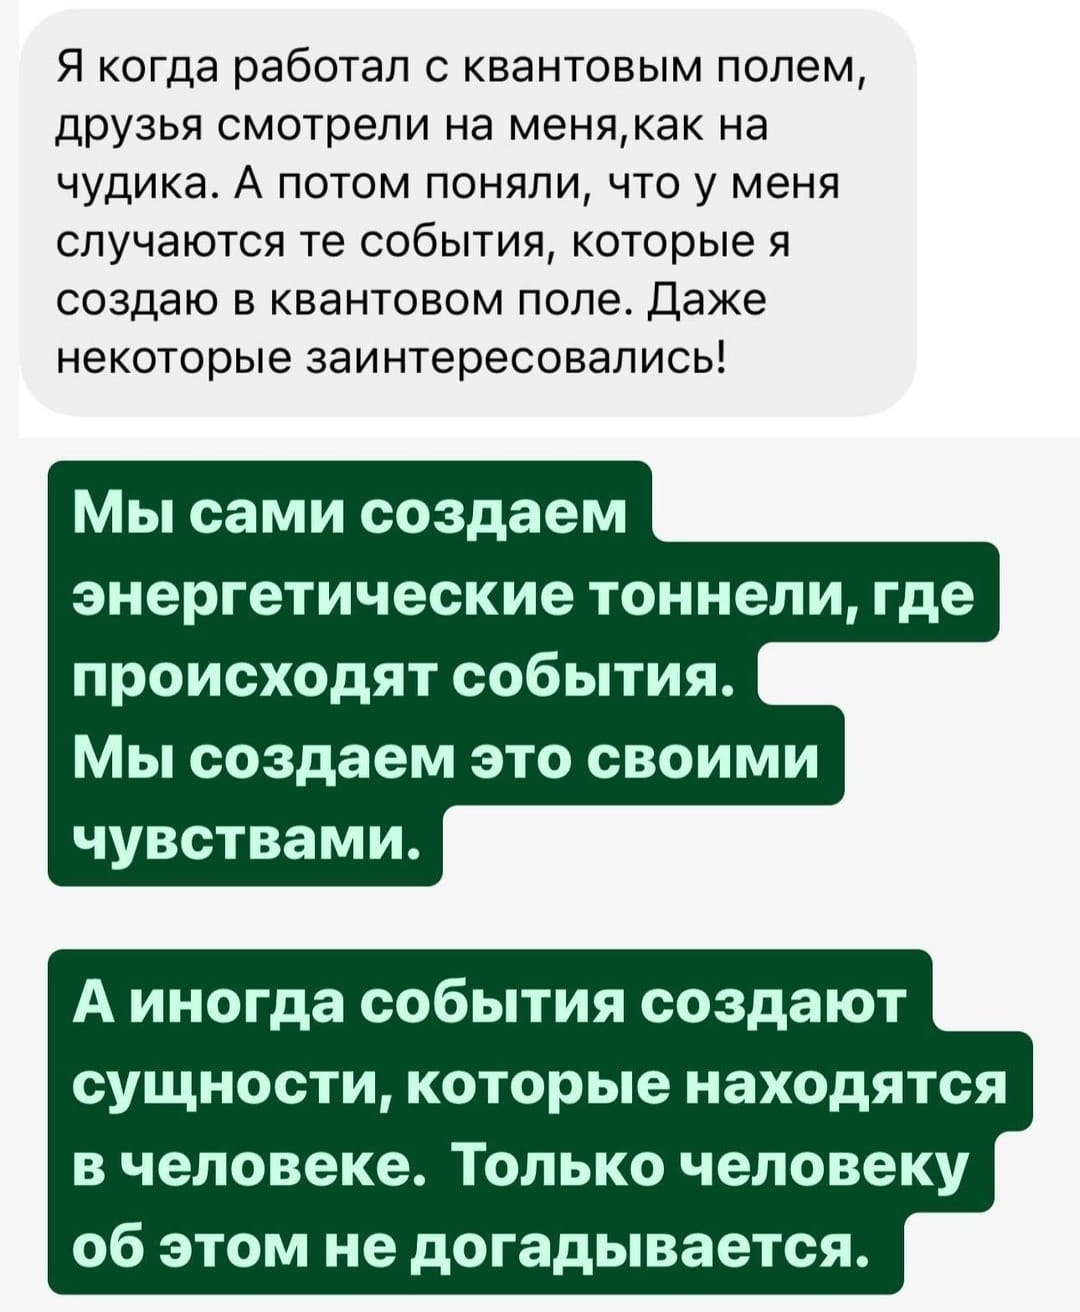 Я когда работал с квантовым полем,
друзья смотрели на меня,как на
чудика. А потом поняли, что у меня
случаются те события, которые я
создаю в квантовом поле. Даже
некоторые заинтересовались!
Мы сами создаем
энергетические тоннели, где
происходят события.
Мы создаем это своими
чувствами.
А иногда события создают
сущности, которые находятся
в человеке. Только человеку
об этом не догадывается.